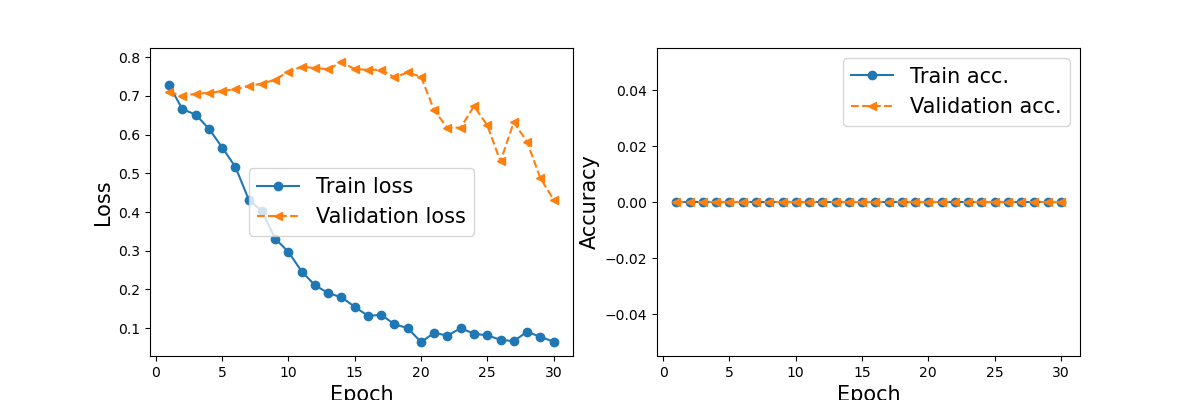 0.8
0.7
0.6
0.5
0.4
0.3
0.2
0.1
Loss
Train loss
Validation loss
0 5 10 15 20 25 30
Epoch
0.04
0.02
0.00
−0.02
−0.04
Accuracy
Train acc.
Validation acc.
0 5 10 15 20 25 30
Epoch